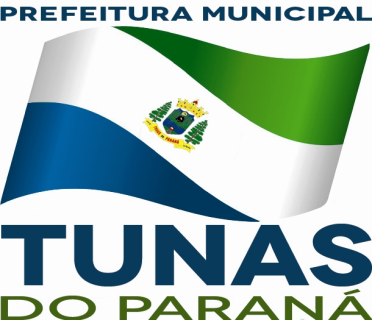 PREFEITURA MUNICIPAL
TUNAS
DO PARANÁ